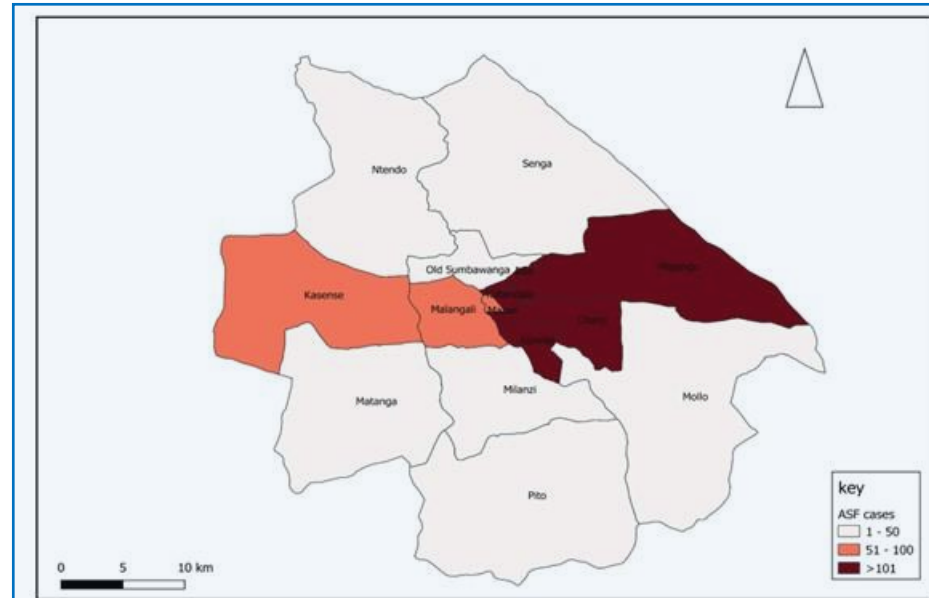 Ntendo
Senga
Old Sumbawanga
Kasense
Malangali
Matanga
Milanzi
Mollo
Pito
key
ASF cases
1 - 50
51 - 100
>101
0 5 10 km